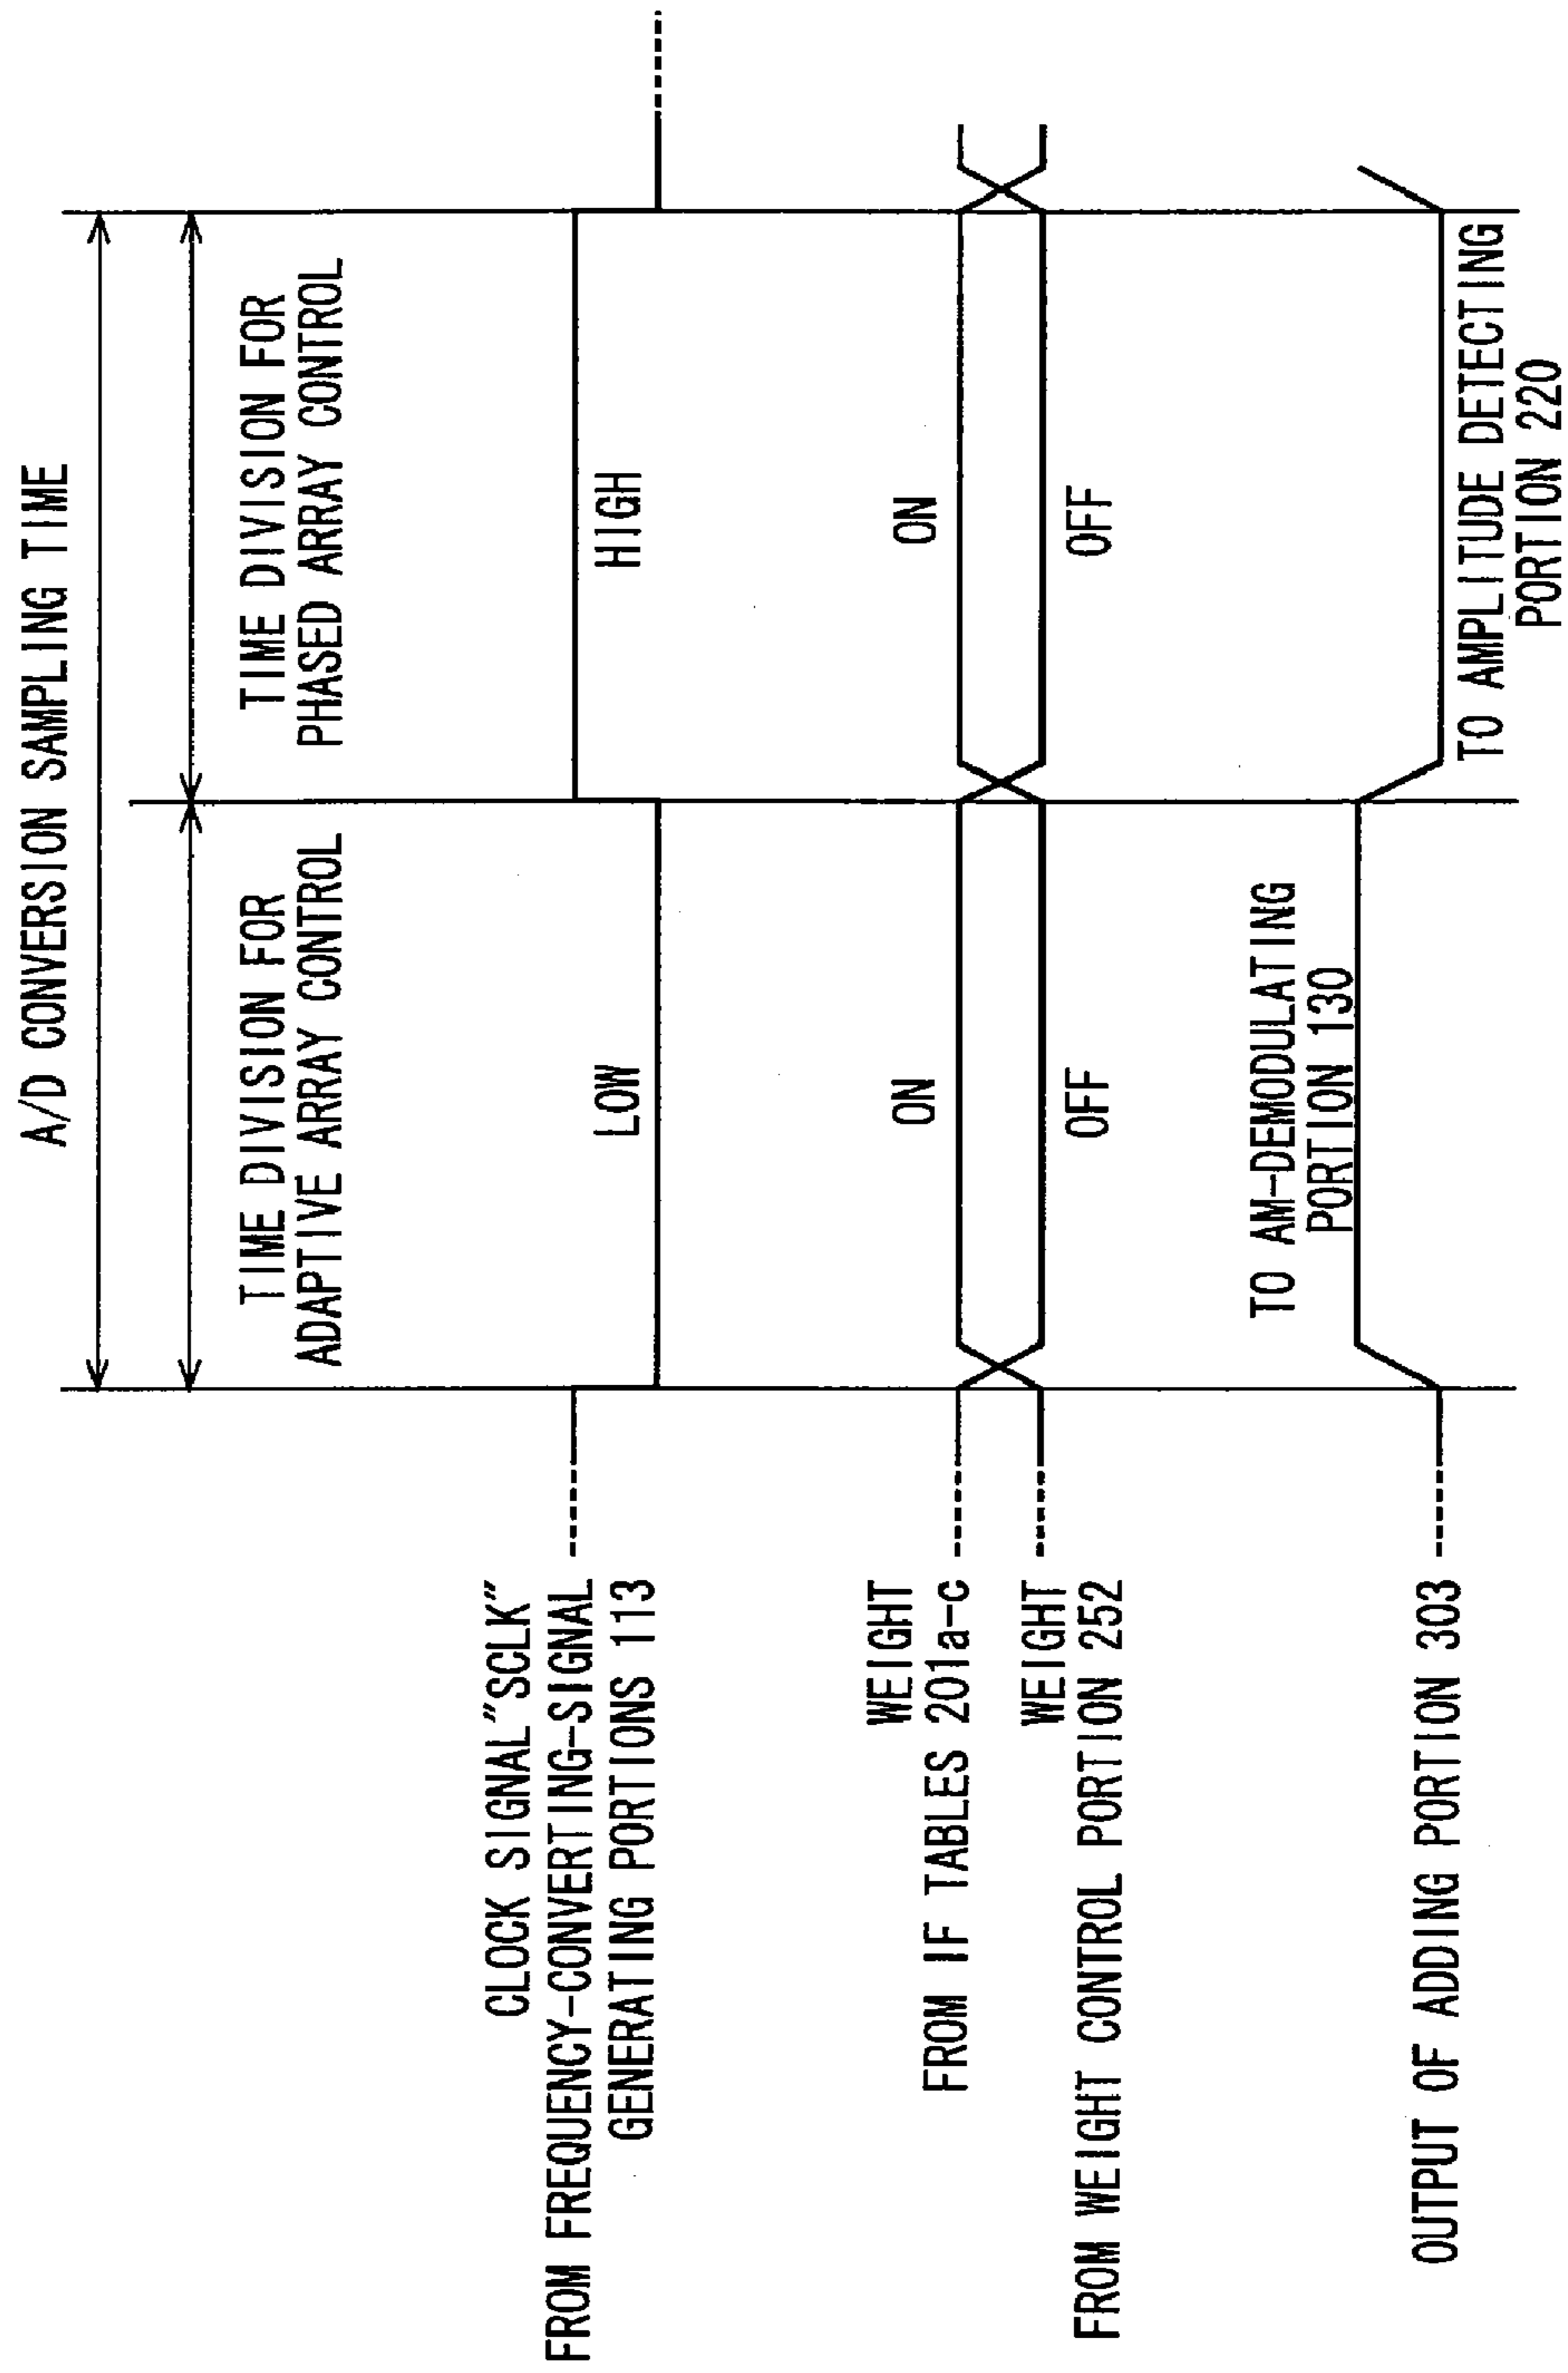 A/D CONVERSION SAMPLING TIME
TIME DIVISION FOR
ADAPTIVE ARRAY CONTROL
TIME DIVISION FOR
PHASED ARRAY CONTROL
CLOCK SIGNAL"SCLK"
FROM FREQUENCY-CONVERTING-SIGNAL
GENERATING PORTIONS 113
LOW
HIGH
WEIGHT
FROM IF TABLES 201a-c
ON
ON
WEIGHT
FROM WEIGHT CONTROL PORTION 252
OFF
OFF
TO AM-DEMODULATING
PORTION 130
OUTPUT OF ADDING PORTION 303
TO AMPLITUDE DETECTING
PORTION 220